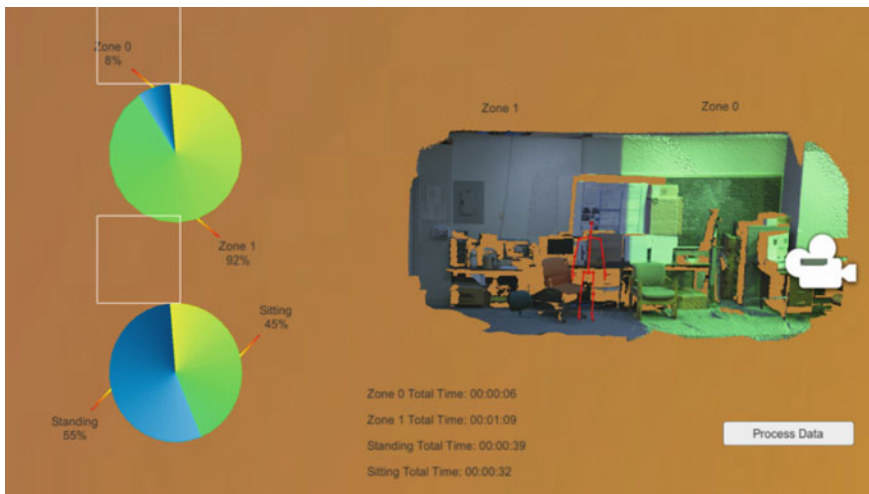 Zone 0
8%
Zone 1
92%
Sitting
45%
Standing
55%
Zone 1
Zone 0
Zone 0 Total Time: 00:00:06
Zone 1 Total Time: 00:01:09
Standing Total Time: 00:00:39
Sitting Total Time: 00:00:32
Process Data